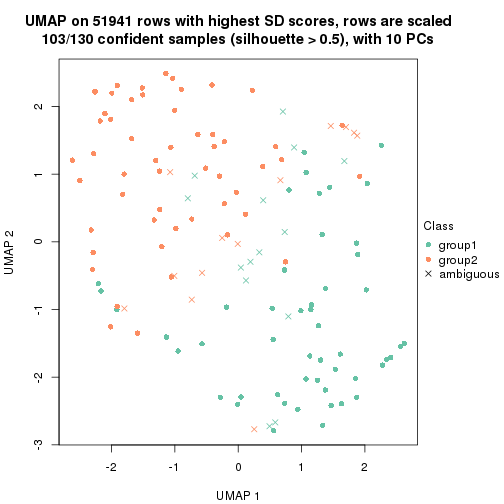 UMAP on 51941 rows with highest SD scores, rows are scaled
103/130 confident samples (silhouette > 0.5), with 10 PCs
2
1
0
-1
-2
-3
UMAP 2
-2
-1
0
1
2
UMAP 1
Class
group1
group2
ambiguous